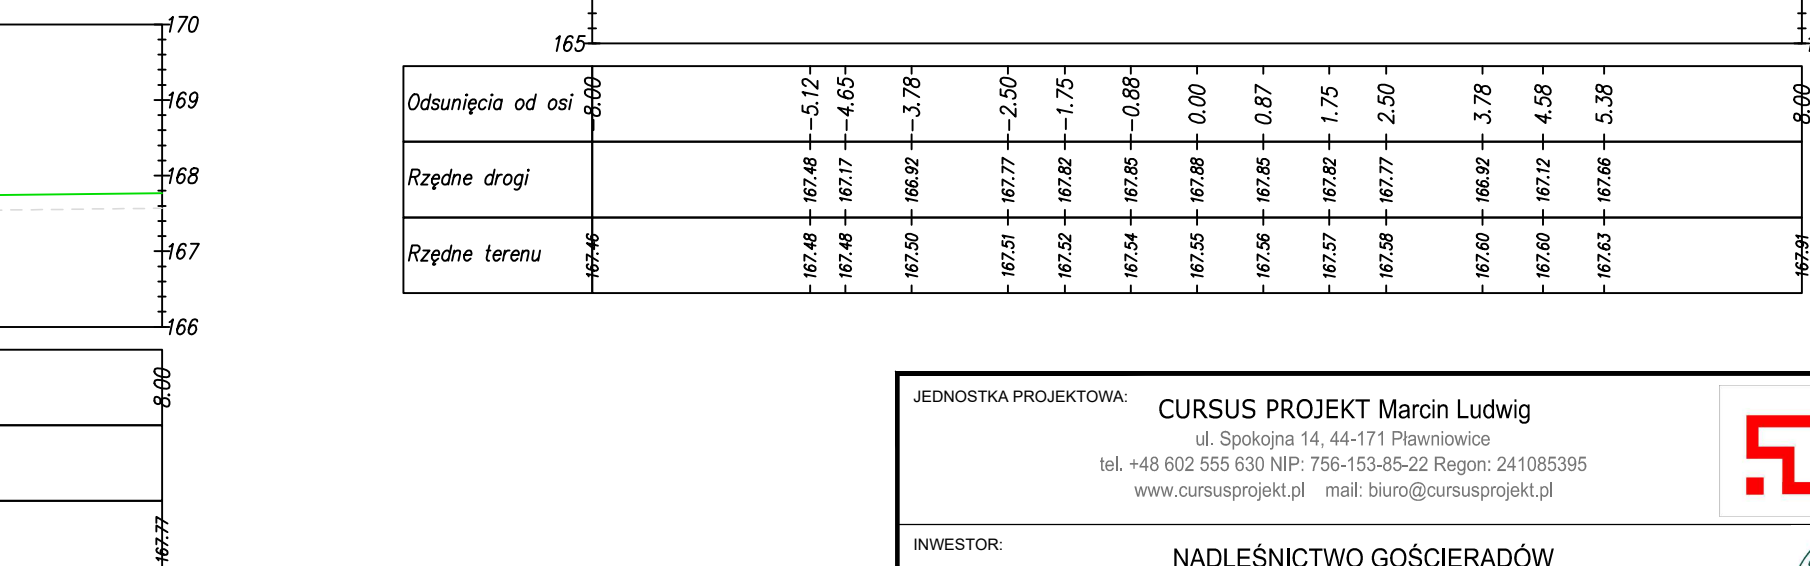 170
169
168
167
166
8.00
167.77
165
Odsunięcia od osi -8.00 -5.12 -4.65 -3.78 -2.50 -1.75 -0.88 0.00 0.87 1.75 2.50 3.78 4.58 5.38 8.00
Rzędne drogi 167.48 167.17 166.92 167.77 167.82 167.85 167.88 167.85 167.82 167.77 166.92 167.12 167.66
Rzędne terenu 167.46 167.48 167.48 167.50 167.51 167.52 167.54 167.55 167.56 167.57 167.58 167.60 167.60 167.63 167.91
JEDNOSTKA PROJEKTOWA:
CURSUS PROJEKT Marcin Ludwig
ul. Spokojna 14, 44-171 Pławniowice
tel. +48 602 555 630 NIP: 756-153-85-22 Regon: 241085395
www.cursusprojekt.pl mail: biuro@cursusprojekt.pl
INWESTOR:
NADLEŚNICTWO GOŚCIERADÓW